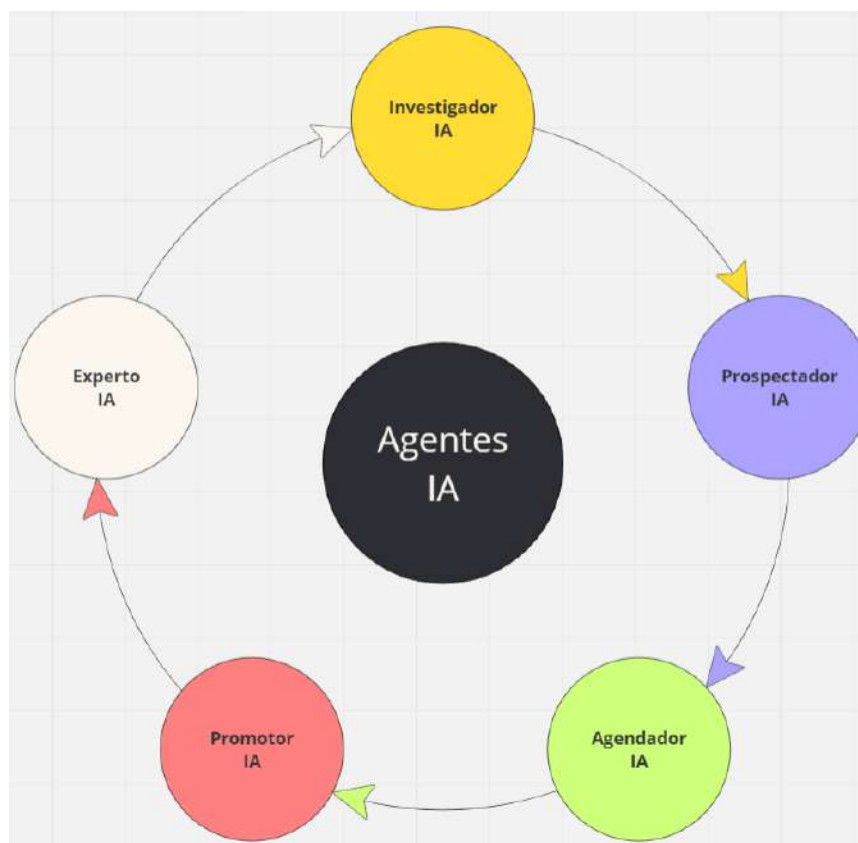 Investigador
IA
Prospectador
IA
Agendador
IA
Promotor
IA
Experto
IA
Agentes
IA